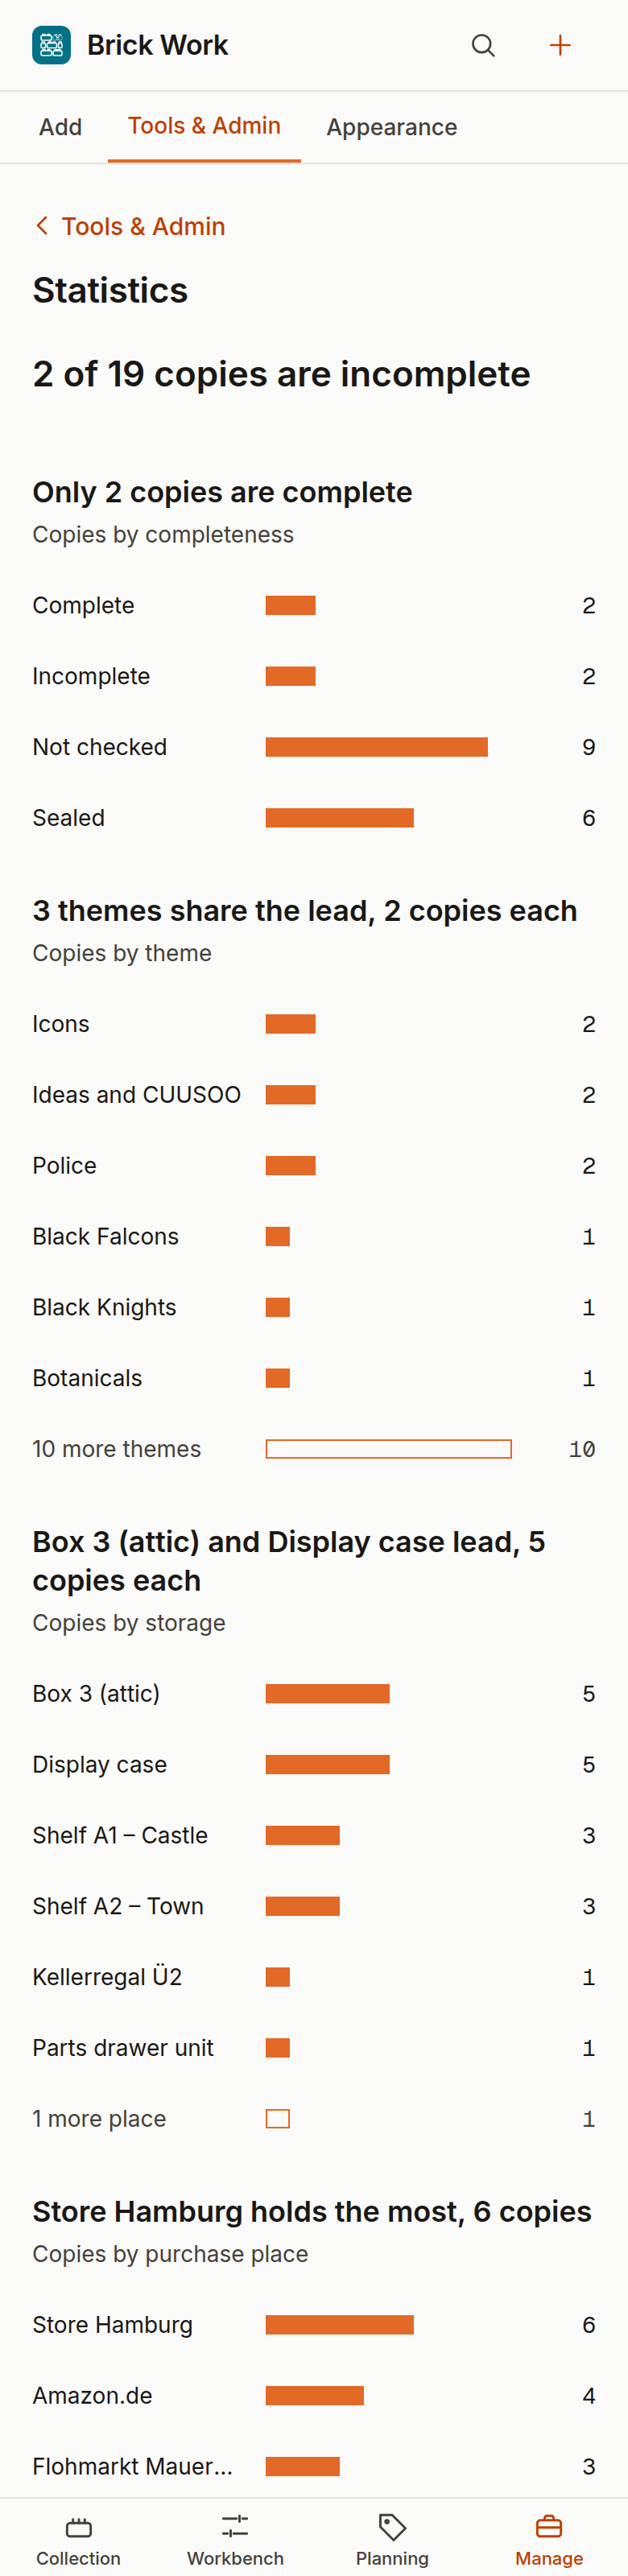 Brick Work
Add Tools & Admin Appearance
Tools & Admin
Statistics
2 of 19 copies are incomplete
Only 2 copies are complete
Copies by completeness
Complete 2
Incomplete 2
Not checked 9
Sealed 6
3 themes share the lead, 2 copies each
Copies by theme
Icons 2
Ideas and CUUSOO 2
Police 2
Black Falcons 1
Black Knights 1
Botanicals 1
10 more themes 10
Box 3 (attic) and Display case lead, 5
copies each
Copies by storage
Box 3 (attic) 5
Display case 5
Shelf A1 – Castle 3
Shelf A2 – Town 3
Kellerregal Ü2 1
Parts drawer unit 1
1 more place 1
Store Hamburg holds the most, 6 copies
Copies by purchase place
Store Hamburg 6
Amazon.de 4
Flohmarkt Mauer... 3
Collection Workbench Planning Manage